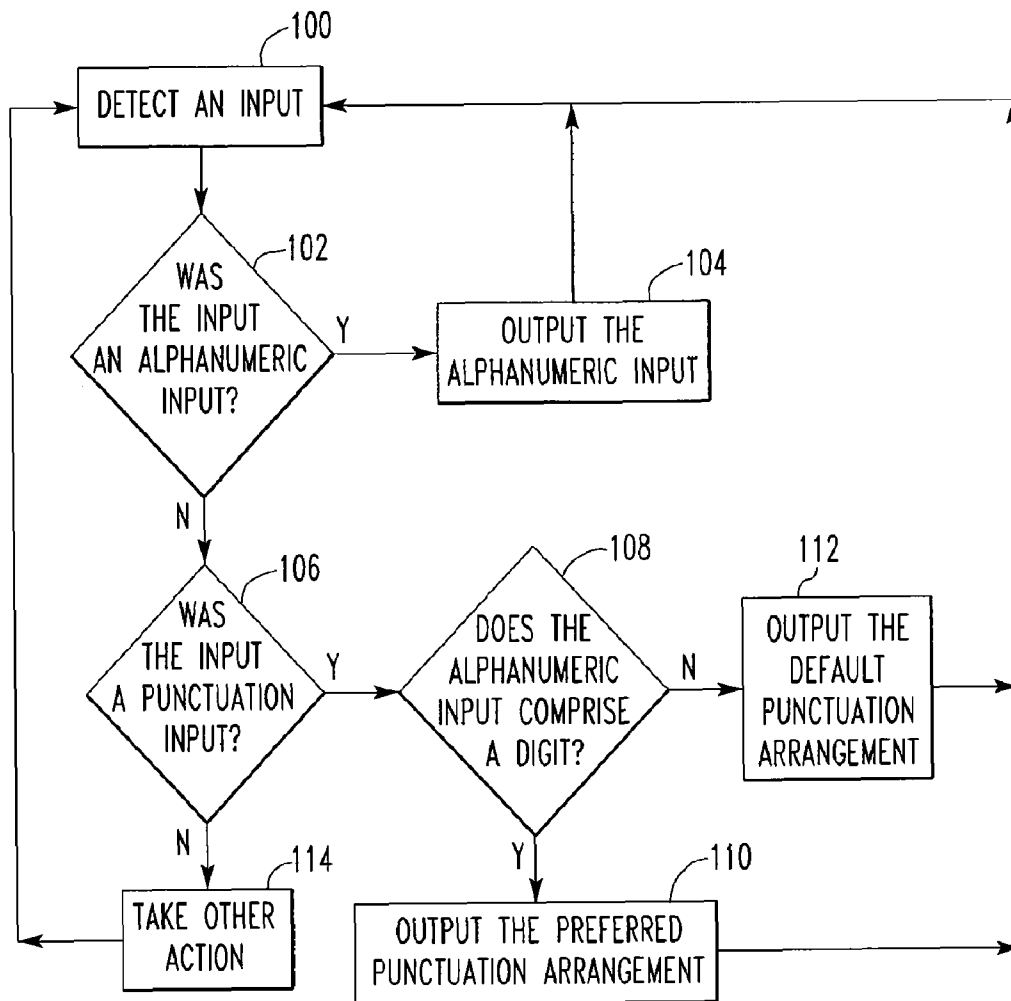 100
DETECT AN INPUT
102
WAS
THE INPUT
AN ALPHANUMERIC
INPUT?
Y
104
OUTPUT THE
ALPHANUMERIC INPUT
N
106
WAS
THE INPUT
A PUNCTUATION
INPUT?
Y
108
DOES THE
ALPHANUMERIC
INPUT COMPRISE
A DIGIT?
N
112
OUTPUT THE
DEFAULT
PUNCTUATION
ARRANGEMENT
N
114
TAKE OTHER
ACTION
Y
110
OUTPUT THE PREFERRED
PUNCTUATION ARRANGEMENT